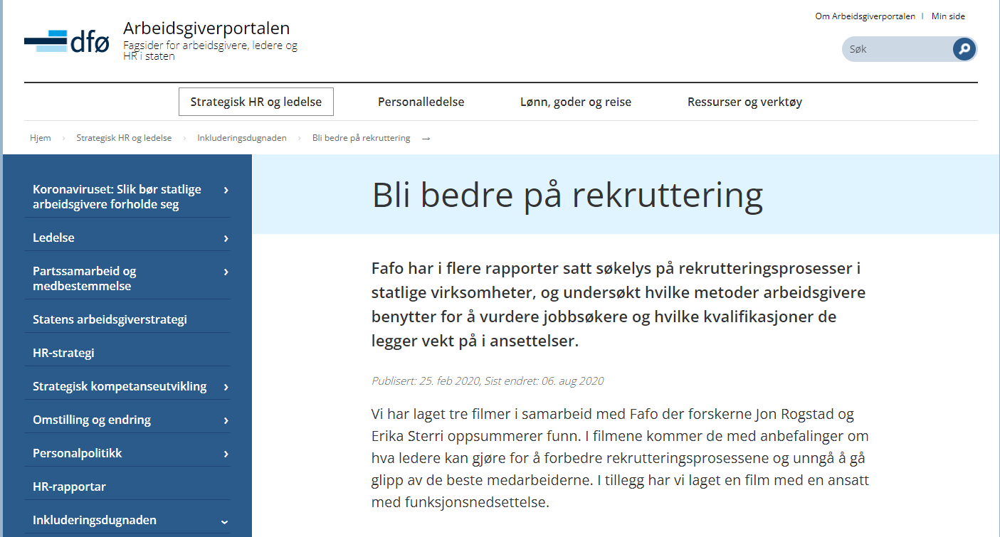 Om Arbeidsgiverportalen | Min side
dfø
Arbeidsgiverportalen
Fagsider for arbeidsgivere, ledere og
HR i staten
Søk
Strategisk HR og ledelse
Personalledelse
Lønn, goder og reise
Ressurser og verktøy
Hjem › Strategisk HR og ledelse › Inkluderingsdugnaden › Bli bedre på rekruttering →
Koronaviruset: Slik bør statlige
arbeidsgivere forholde seg
Ledelse
Partssamarbeid og
medbestemmelse
Statens arbeidsgiverstrategi
HR-strategi
Strategisk kompetanseutvikling
Omstilling og endring
Personalpolitikk
HR-rapportar
Inkluderingsdugnaden
Bli bedre på rekruttering
Fafo har i flere rapporter satt søkelys på rekrutteringsprosesser i
statlige virksomheter, og undersøkt hvilke metoder arbeidsgivere
benytter for å vurdere jobbsøkere og hvilke kvalifikasjoner de
legger vekt på i ansettelser.
Publisert: 25. feb 2020, Sist endret: 06. aug 2020
Vi har laget tre filmer i samarbeid med Fafo der forskerne Jon Rogstad og
Erika Sterri oppsummerer funn. I filmene kommer de med anbefalinger om
hva ledere kan gjøre for å forbedre rekrutteringsprosessene og unngå å gå
glipp av de beste medarbeiderne. I tillegg har vi laget en film med en ansatt
med funksjonsnedsettelse.